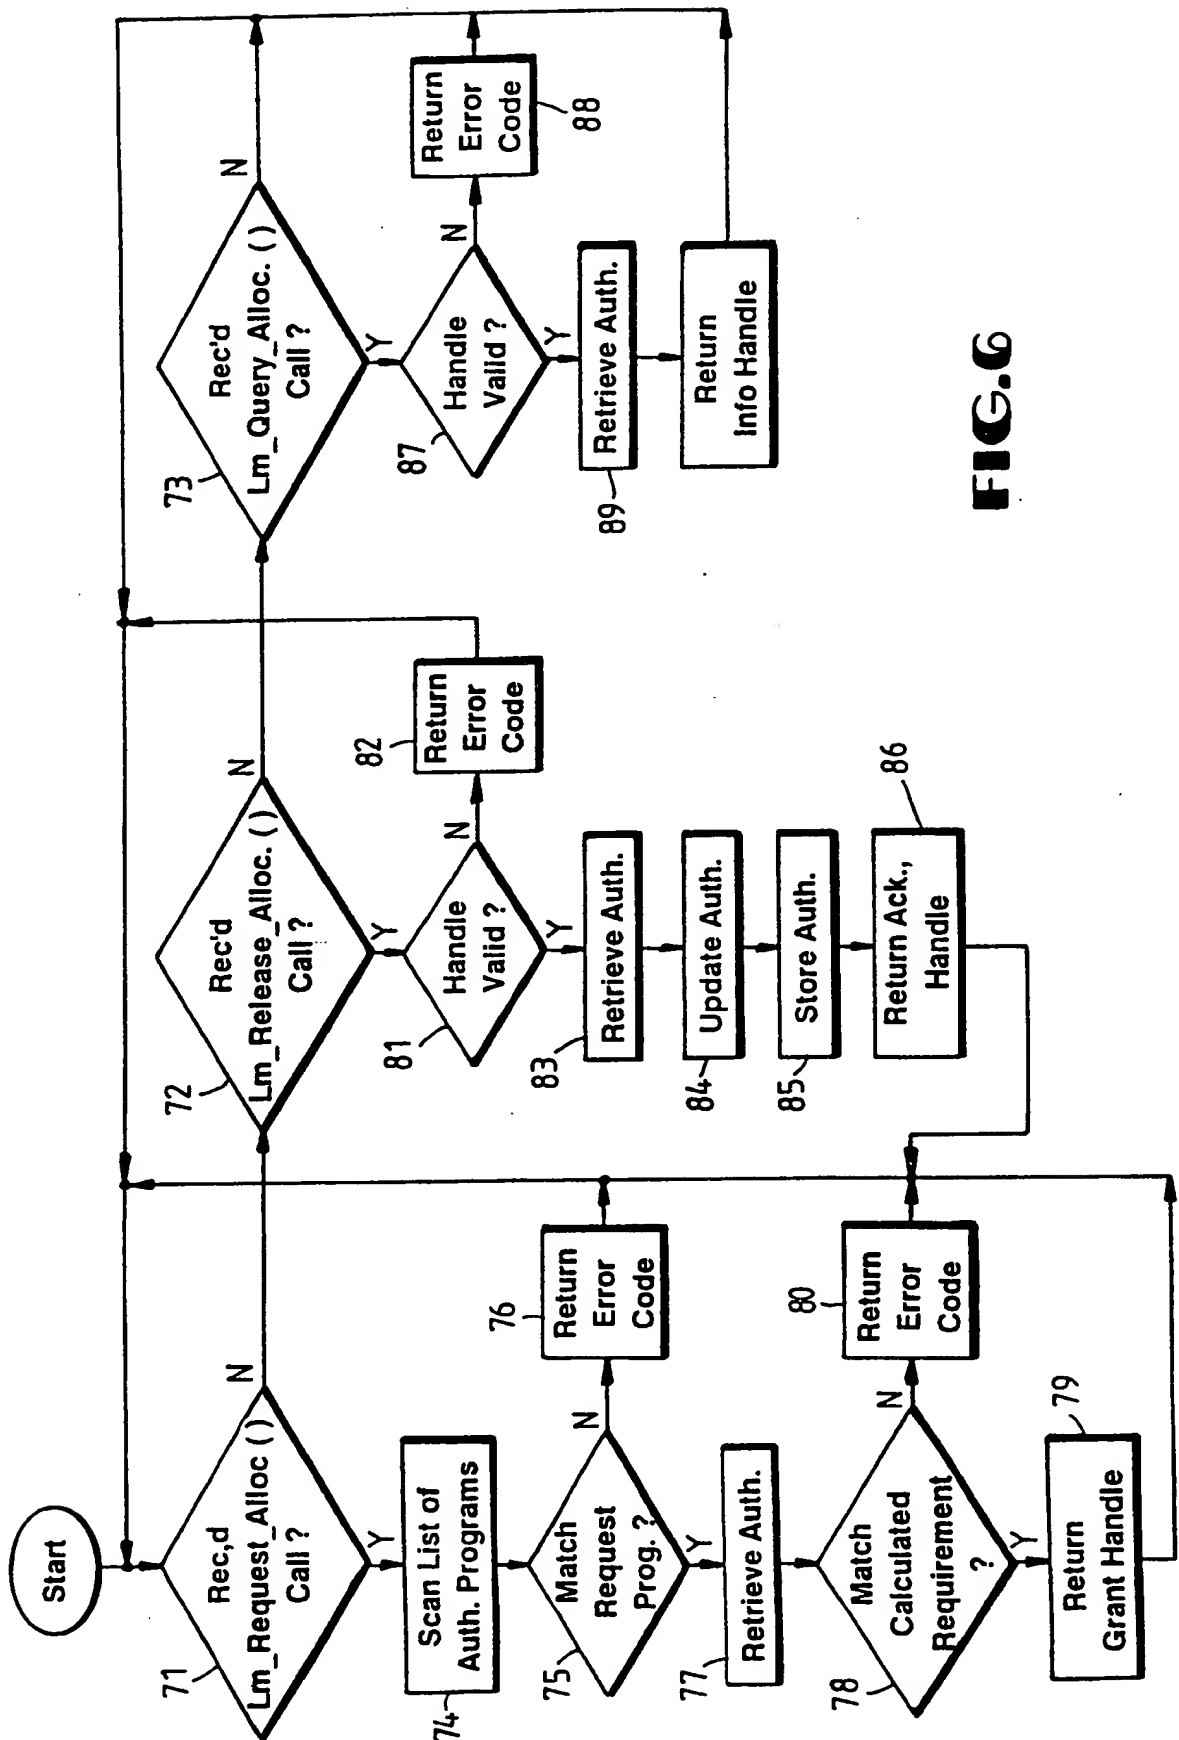 Start
71
Rec,d
Lm_Request_Alloc ( )
Call ?
N
Y
74
Scan List of
Auth. Programs
75
Match
Request
Prog. ?
N
76
Return
Error
Code
Y
77
Retrieve Auth.
78
Match
Calculated
Requirement
?
N
80
Return
Error
Code
Y
79
Return
Grant Handle
72
Rec'd
Lm_Release_Alloc. ( )
Call ?
N
Y
81
Handle
Valid ?
N
82
Return
Error
Code
Y
83
Retrieve Auth.
84
Update Auth.
85
Store Auth.
86
Return Ack.,
Handle
73
Rec'd
Lm_Query_Alloc. ( )
Call ?
N
Y
87
Handle
Valid ?
N
88
Return
Error
Code
Y
89
Retrieve Auth.
Return
Info Handle
FIG.6